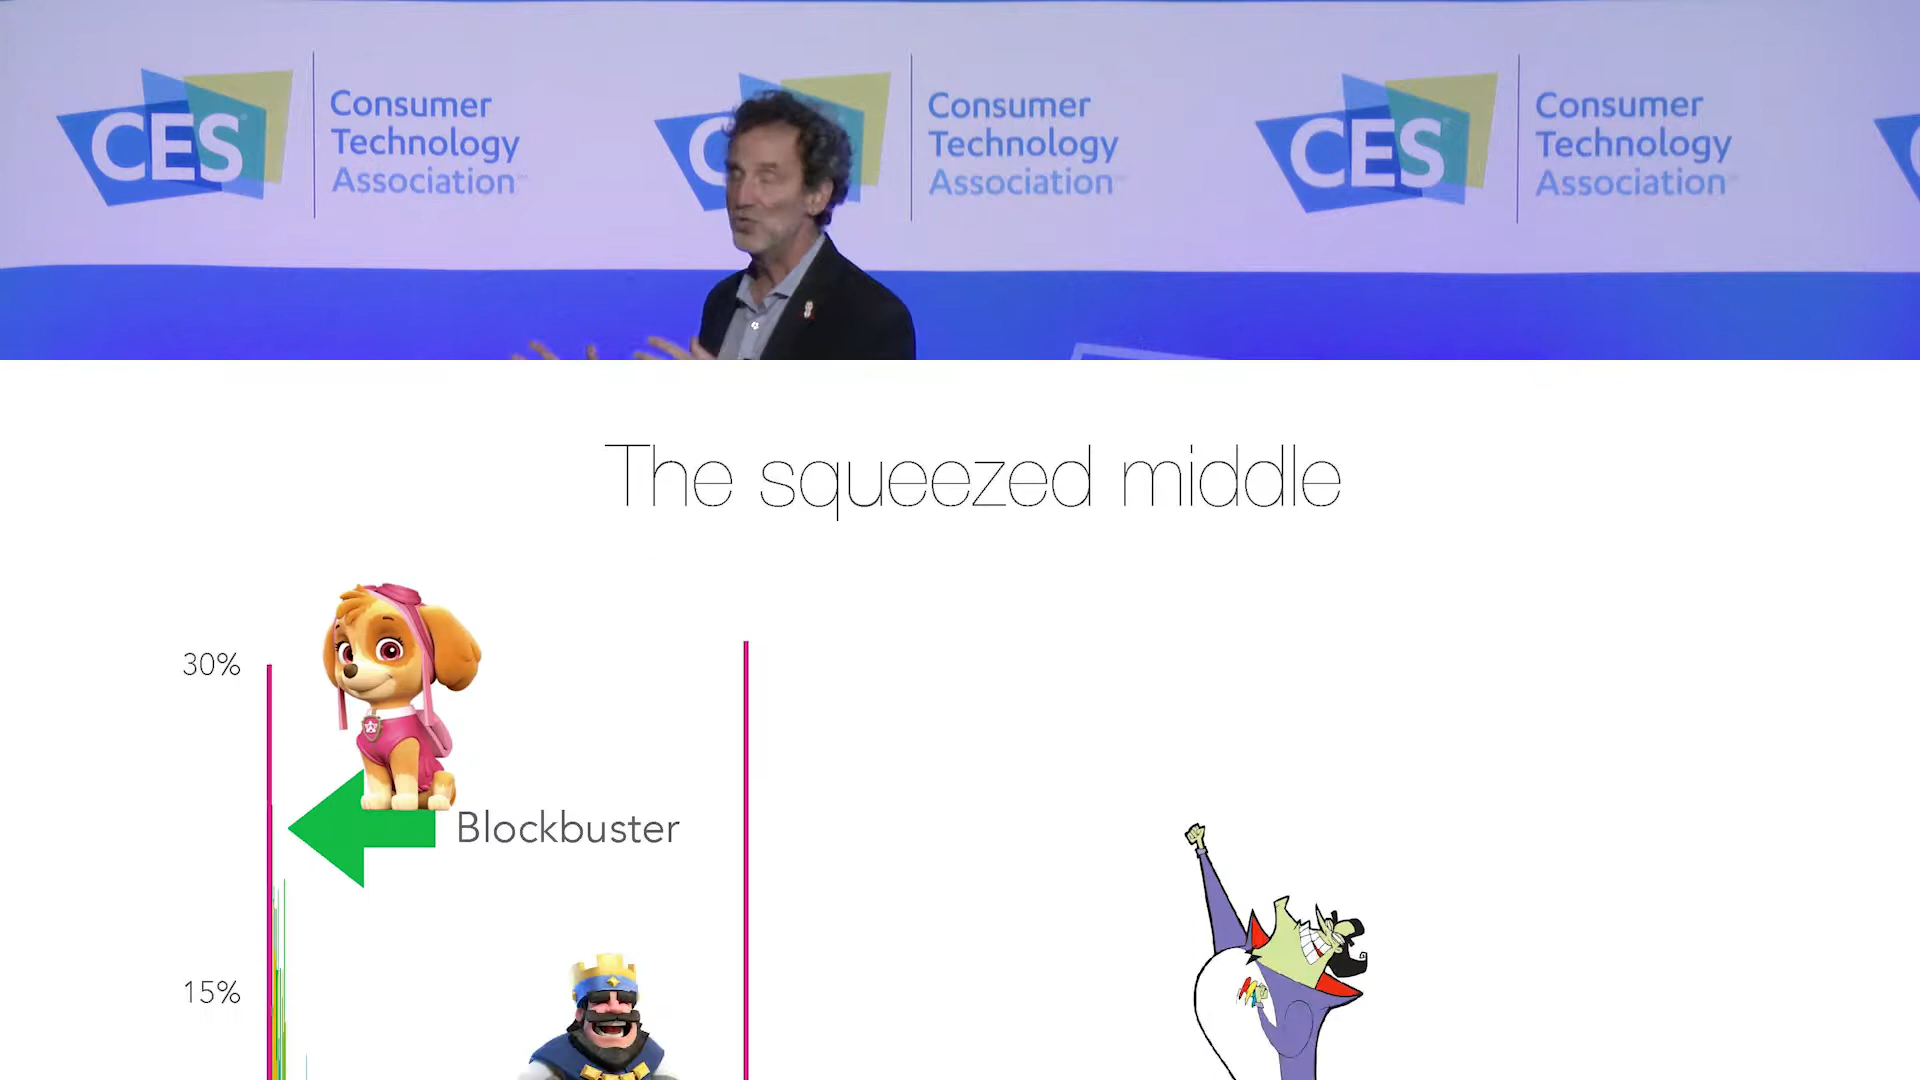 CES
Consumer
Technology
Association
C
Consumer
Technology
Association
CES
Consumer
Technology
Association
The squeezed middle
30%
Blockbuster
15%